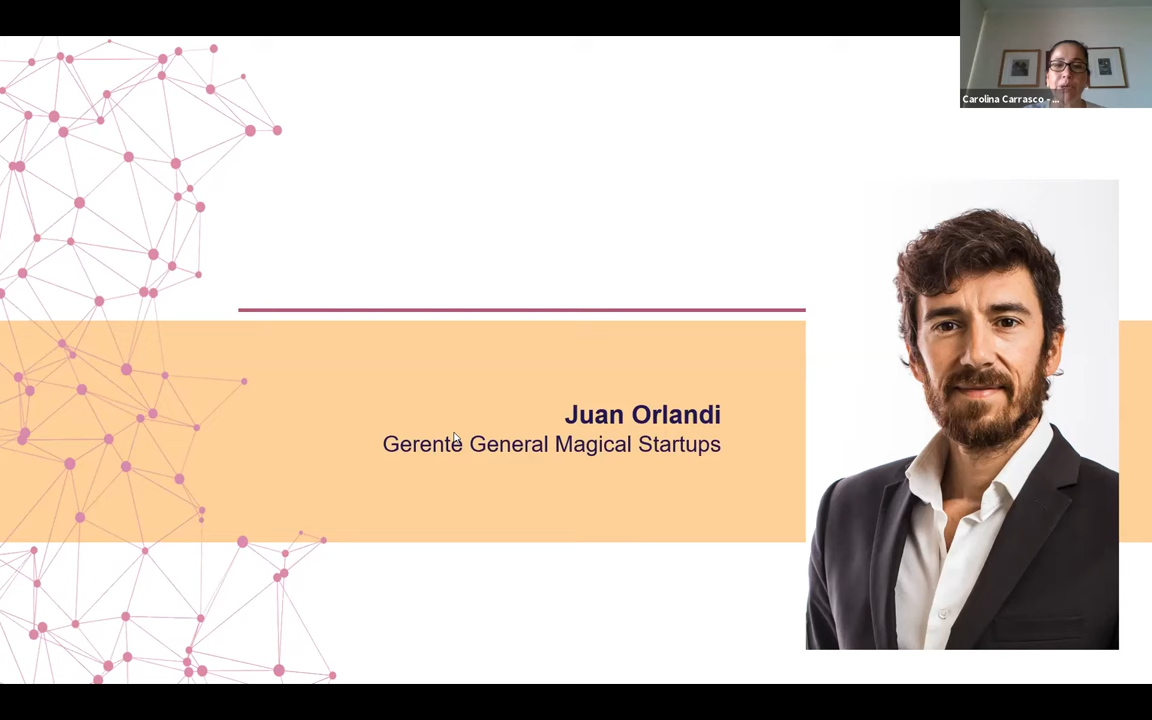 Carolina Carrasco -...
Juan Orlandi
Gerente General Magical Startups